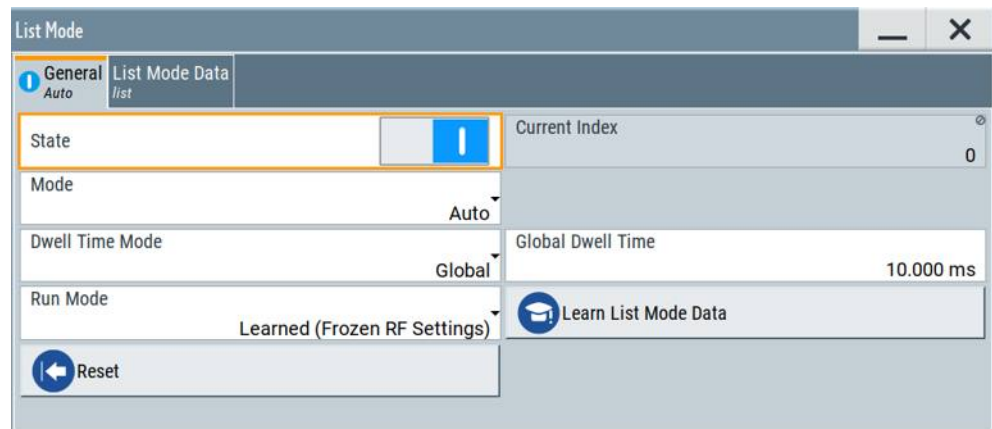 List Mode
General
Auto
List Mode Data
list
State
Current Index
0
Mode
Auto
Dwell Time Mode
Global
Global Dwell Time
10.000 ms
Run Mode
Learned (Frozen RF Settings)
Learn List Mode Data
Reset